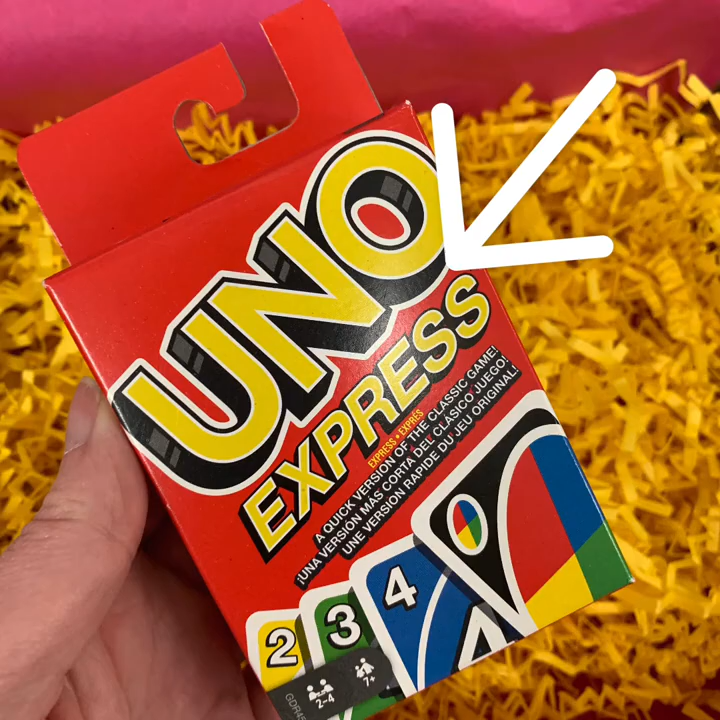 UNO
EXPRESS
EXPRESS • EXPRÉS
A QUICK VERSION OF THE CLASSIC GAME!
¡UNA VERSIÓN MÁS CORTA DEL CLÁSICO JUEGO!
UNE VERSION RAPIDE DU JEU ORIGINAL!
2
3
4
4
2-4
7+